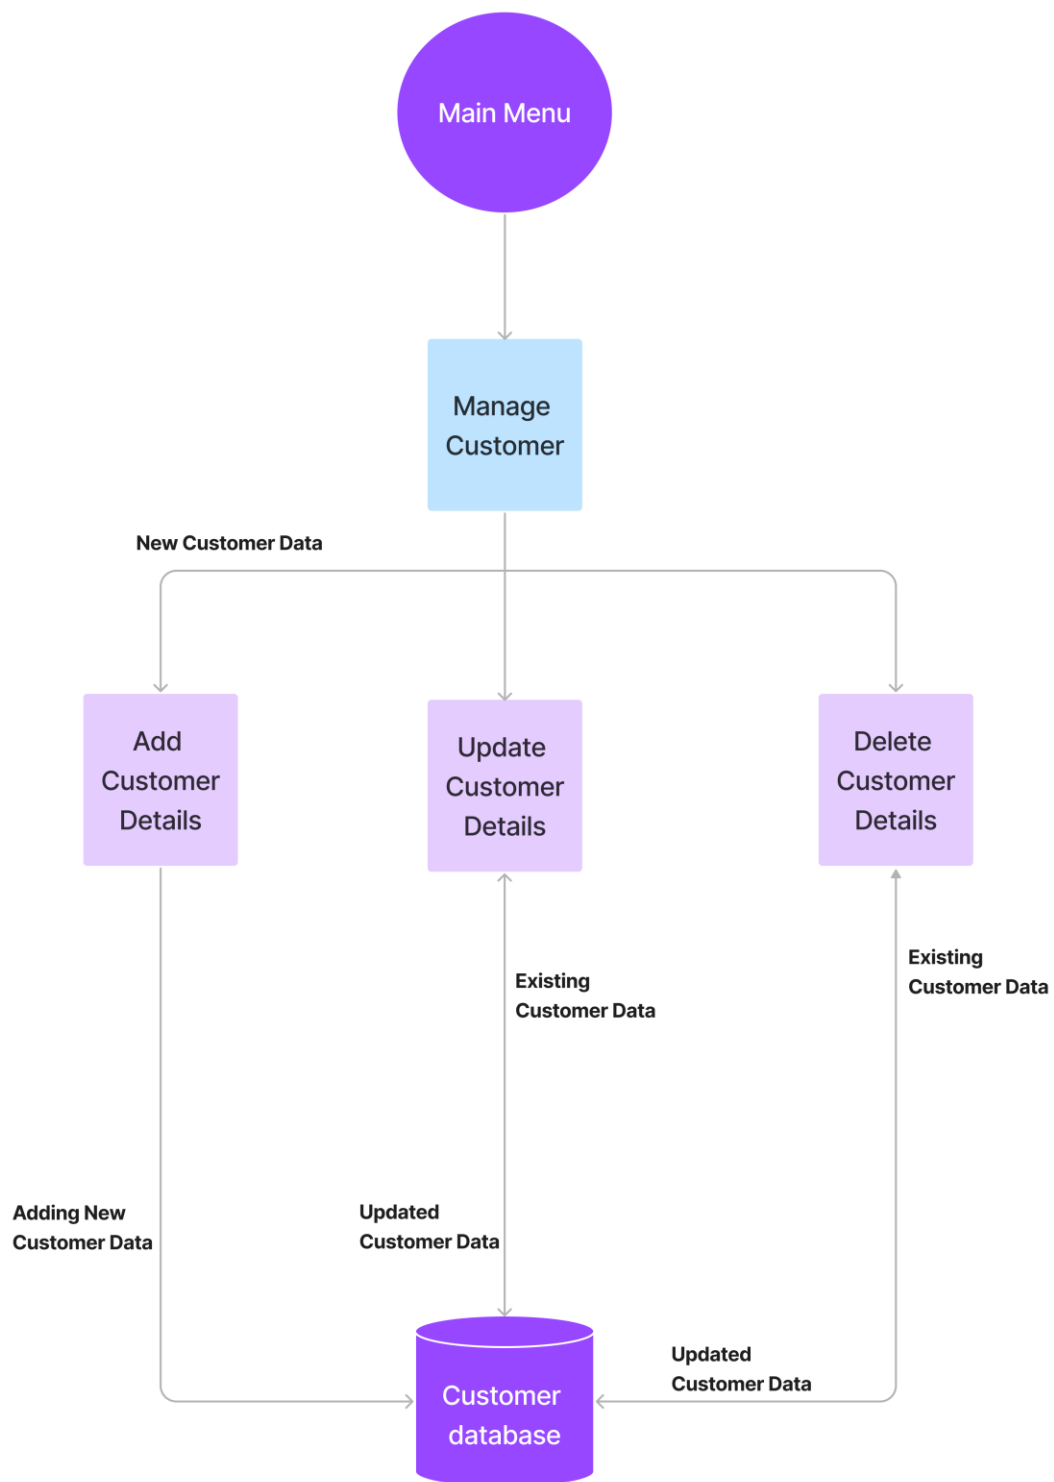 Main Menu
Manage
Customer
New Customer Data
Add
Customer
Details
Update
Customer
Details
Delete
Customer
Details
Existing
Customer Data
Existing
Customer Data
Adding New
Customer Data
Updated
Customer Data
Updated
Customer Data
Customer
database